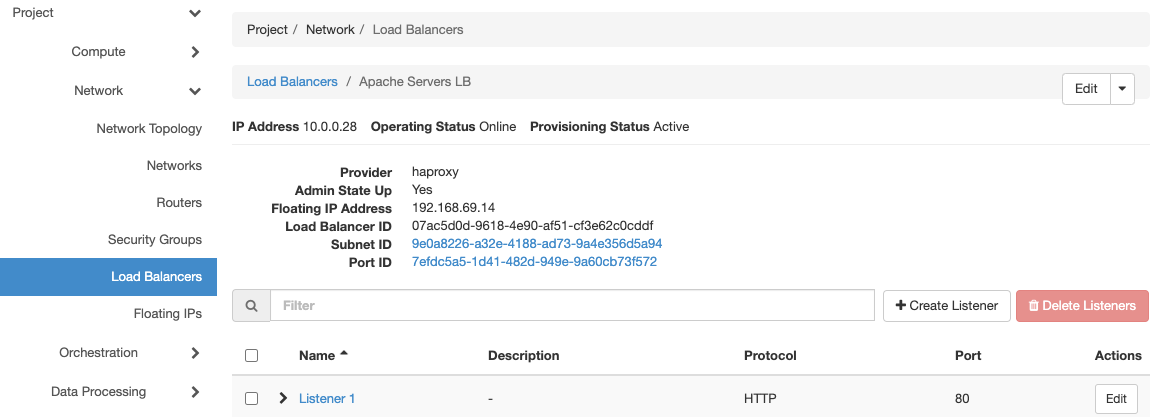 Project
Compute
Network
Network Topology
Networks
Routers
Security Groups
Load Balancers
Floating IPs
Orchestration
Data Processing
Project / Network / Load Balancers
Load Balancers / Apache Servers LB
Edit
IP Address 10.0.0.28 Operating Status Online Provisioning Status Active
Provider haproxy
Admin State Up Yes
Floating IP Address 192.168.69.14
Load Balancer ID 07ac5d0d-9618-4e90-af51-cf3e62c0cddf
Subnet ID 9e0a8226-a32e-4188-ad73-9a4e356d5a94
Port ID 7efdc5a5-1d41-482d-949e-9a60cb73f572
Filter
Create Listener
Delete Listeners
Name Description Protocol Port Actions
Listener 1 - HTTP 80 Edit